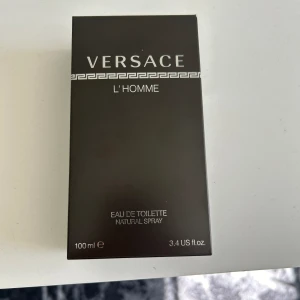 VERSACE
L'HOMME
EAU DE TOILETTE
NATURAL SPRAY
100 ml ℮ 3.4 US fl.oz.